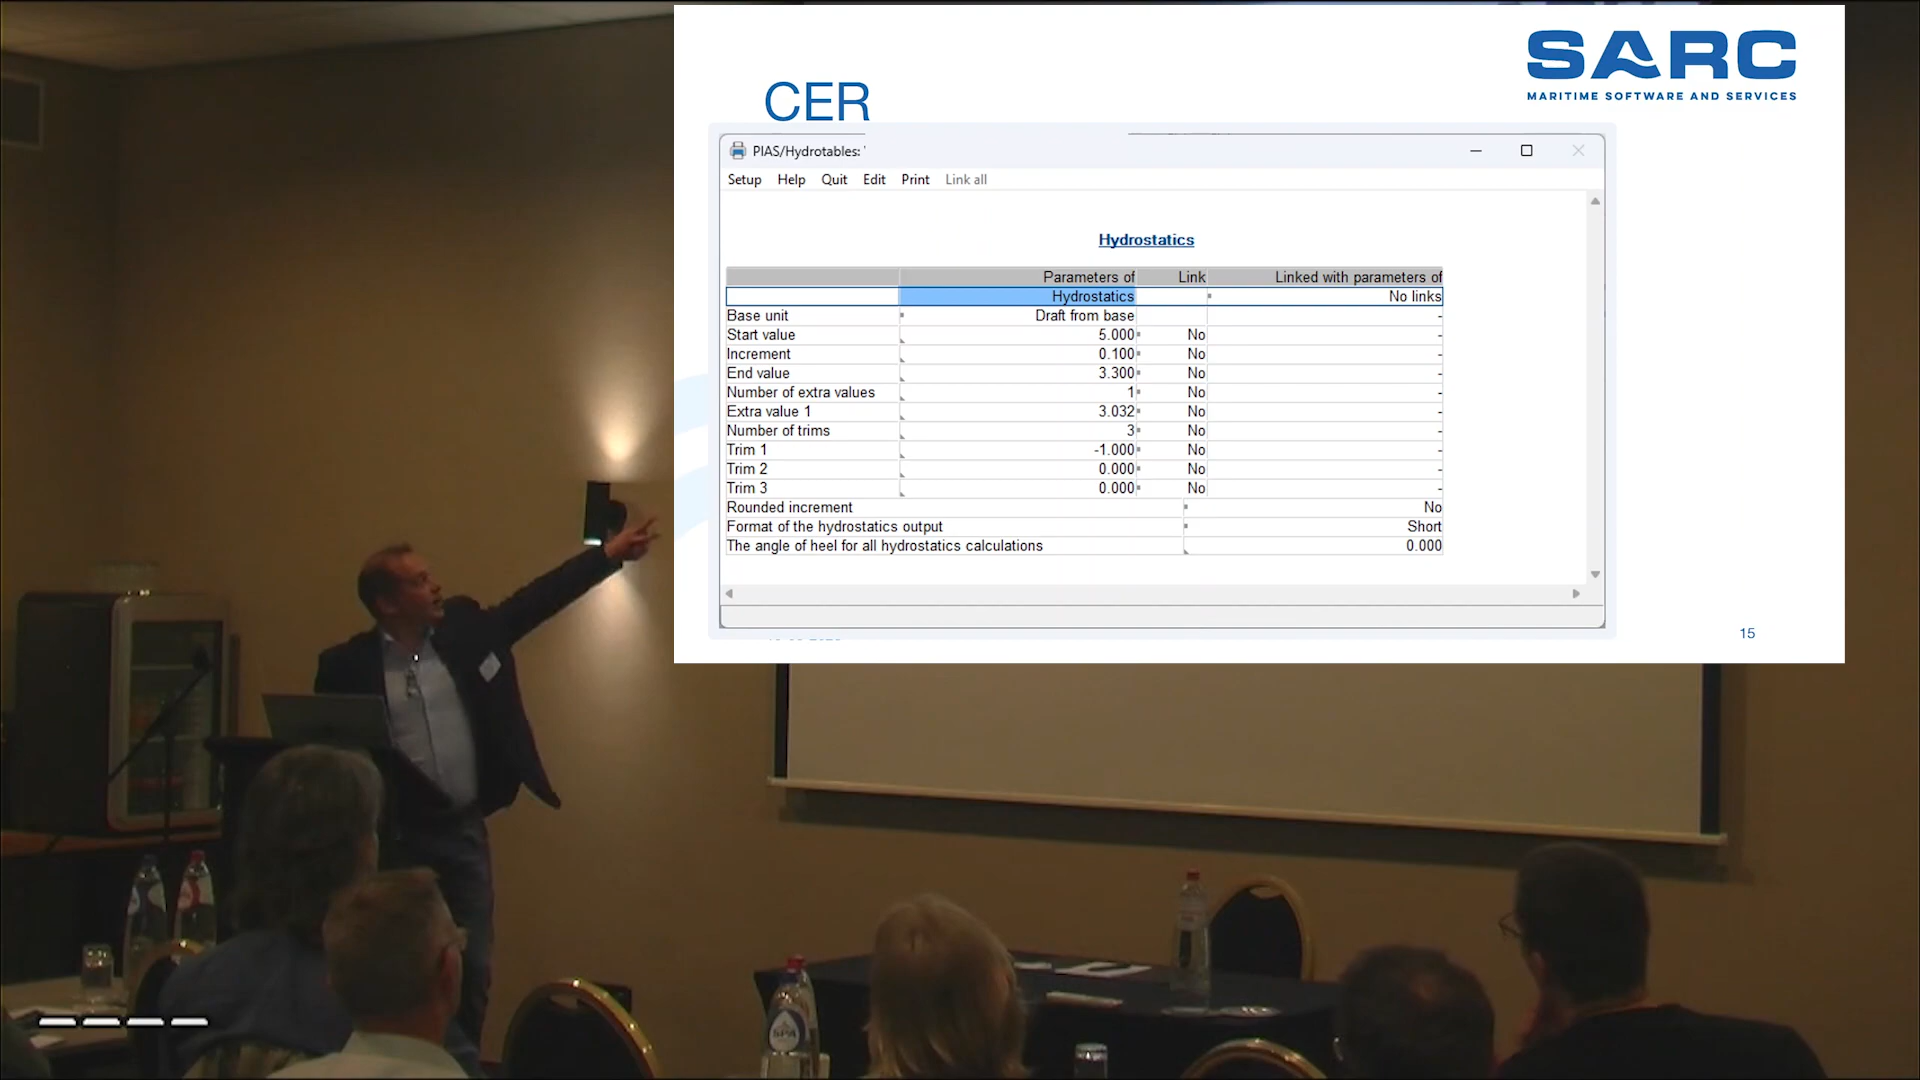 SARC
MARITIME SOFTWARE AND SERVICES
CER
PIAS/Hydrotables: '
Setup Help Quit Edit Print Link all
Hydrostatics
Parameters of Link Linked with parameters of
Hydrostatics No links
Base unit Draft from base -
Start value 5.000 No -
Increment 0.100 No -
End value 3.300 No -
Number of extra values 1 No -
Extra value 1 3.032 No -
Number of trims 3 No -
Trim 1 -1.000 No -
Trim 2 0.000 No -
Trim 3 0.000 No -
Rounded increment No
Format of the hydrostatics output Short
The angle of heel for all hydrostatics calculations 0.000
15
SPA